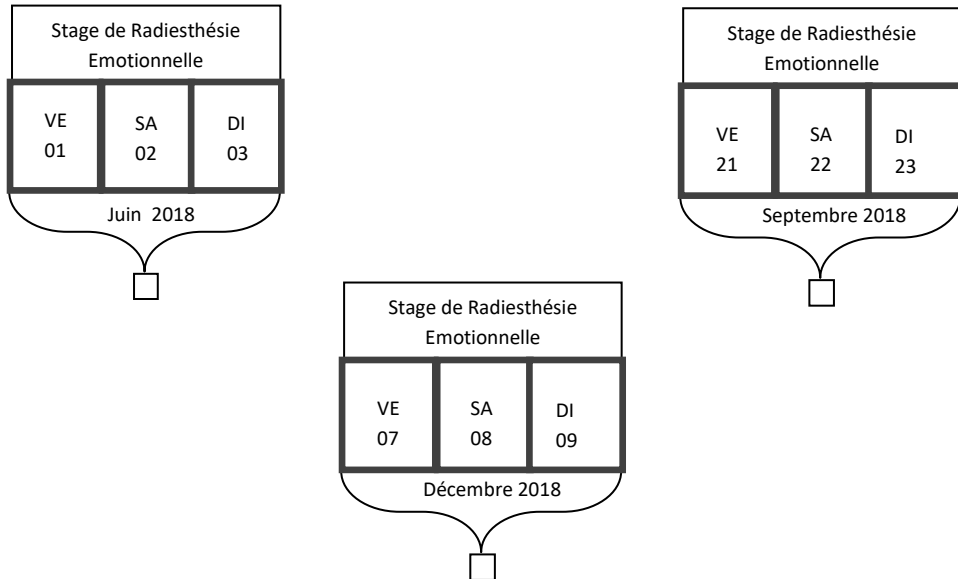 Stage de Radiesthésie
Emotionnelle
VE SA DI
01 02 03
Juin 2018
Stage de Radiesthésie
Emotionnelle
VE SA DI
21 22 23
Septembre 2018
Stage de Radiesthésie
Emotionnelle
VE SA DI
07 08 09
Décembre 2018